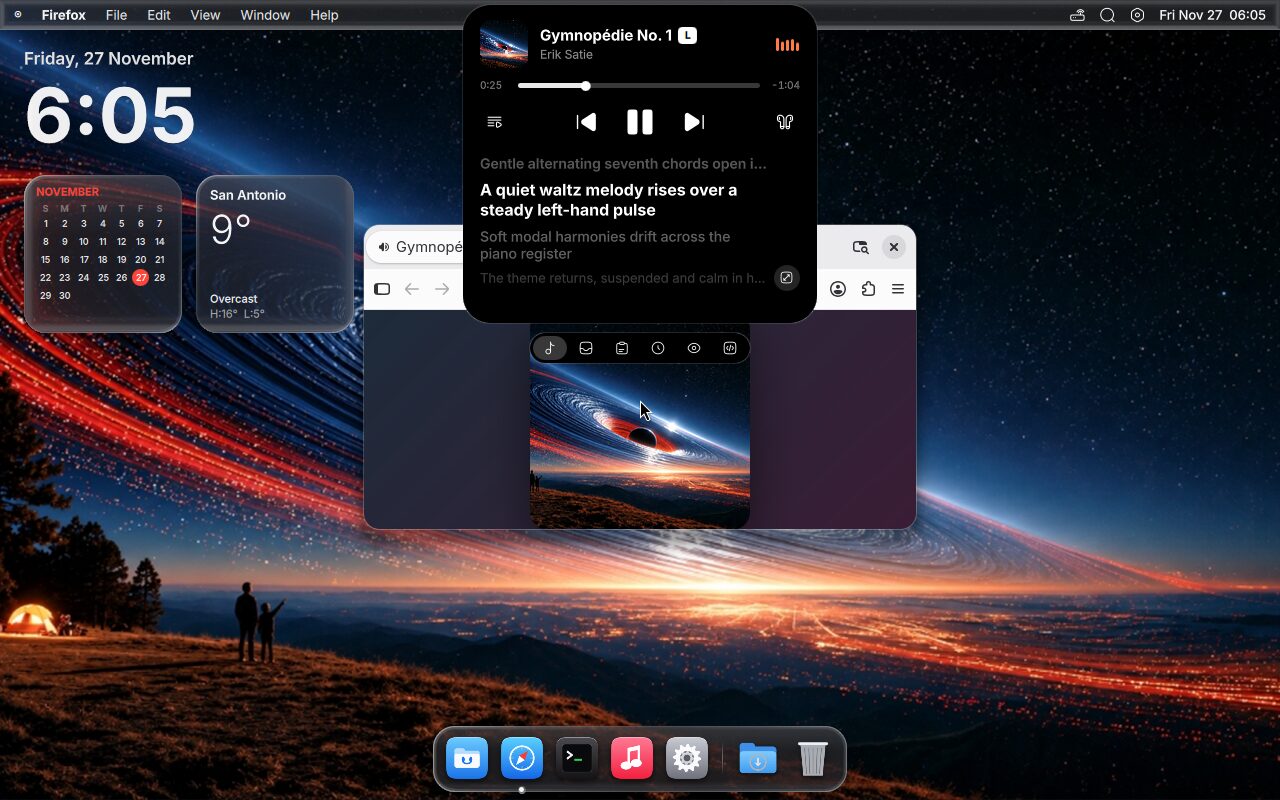 Firefox File Edit View Window Help
Fri Nov 27 06:05
Friday, 27 November
6:05
NOVEMBER
S M T W T F S
1 2 3 4 5 6 7
8 9 10 11 12 13 14
15 16 17 18 19 20 21
22 23 24 25 26 27 28
29 30
San Antonio
9°
Overcast
H:16° L:5°
Gymnopédie No. 1 L
Erik Satie
0:25 -1:04
Gentle alternating seventh chords open i...
A quiet waltz melody rises over a
steady left-hand pulse
Soft modal harmonies drift across the
piano register
The theme returns, suspended and calm in h...
Gymnopé